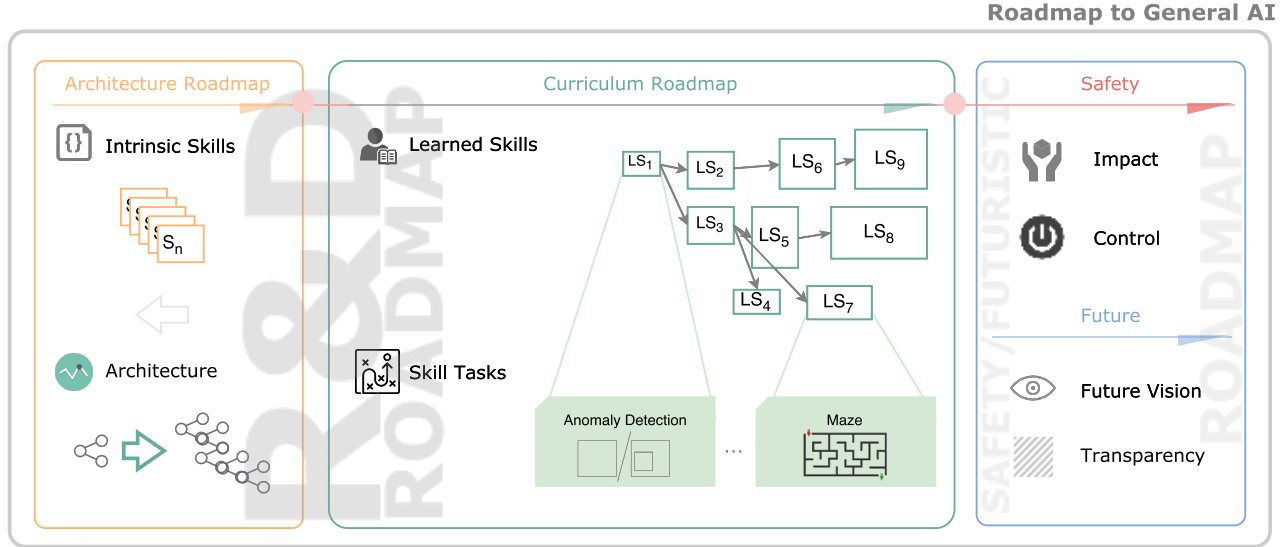 Roadmap to General AI
Architecture Roadmap
Intrinsic Skills
S
S
S
S
Sn
Architecture
R&D
ROADMAP
Curriculum Roadmap
Learned Skills
LS1
LS2
LS6
LS9
LS3
LS5
LS8
LS4
LS7
Skill Tasks
Anomaly Detection
...
Maze
SAFETY/FUTURISTIC
ROADMAP
Safety
Impact
Control
Future
Future Vision
Transparency